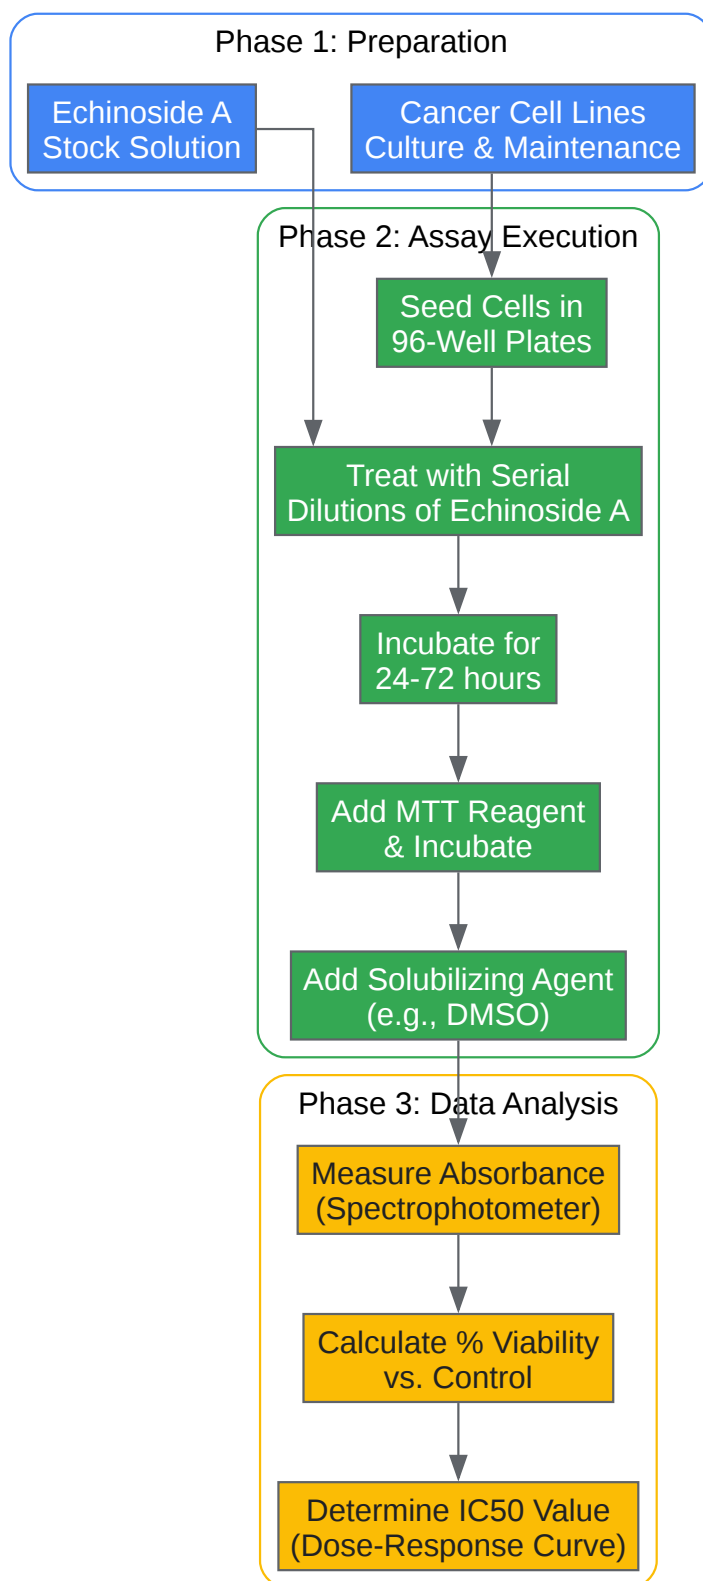 Phase 1: Preparation
Echinoside A
Stock Solution
Cancer Cell Lines
Culture & Maintenance
Phase 2: Assay Execution
Seed Cells in
96-Well Plates
Treat with Serial
Dilutions of Echinoside A
Incubate for
24-72 hours
Add MTT Reagent
& Incubate
Add Solubilizing Agent
(e.g., DMSO)
Phase 3: Data Analysis
Measure Absorbance
(Spectrophotometer)
Calculate % Viability
vs. Control
Determine IC50 Value
(Dose-Response Curve)